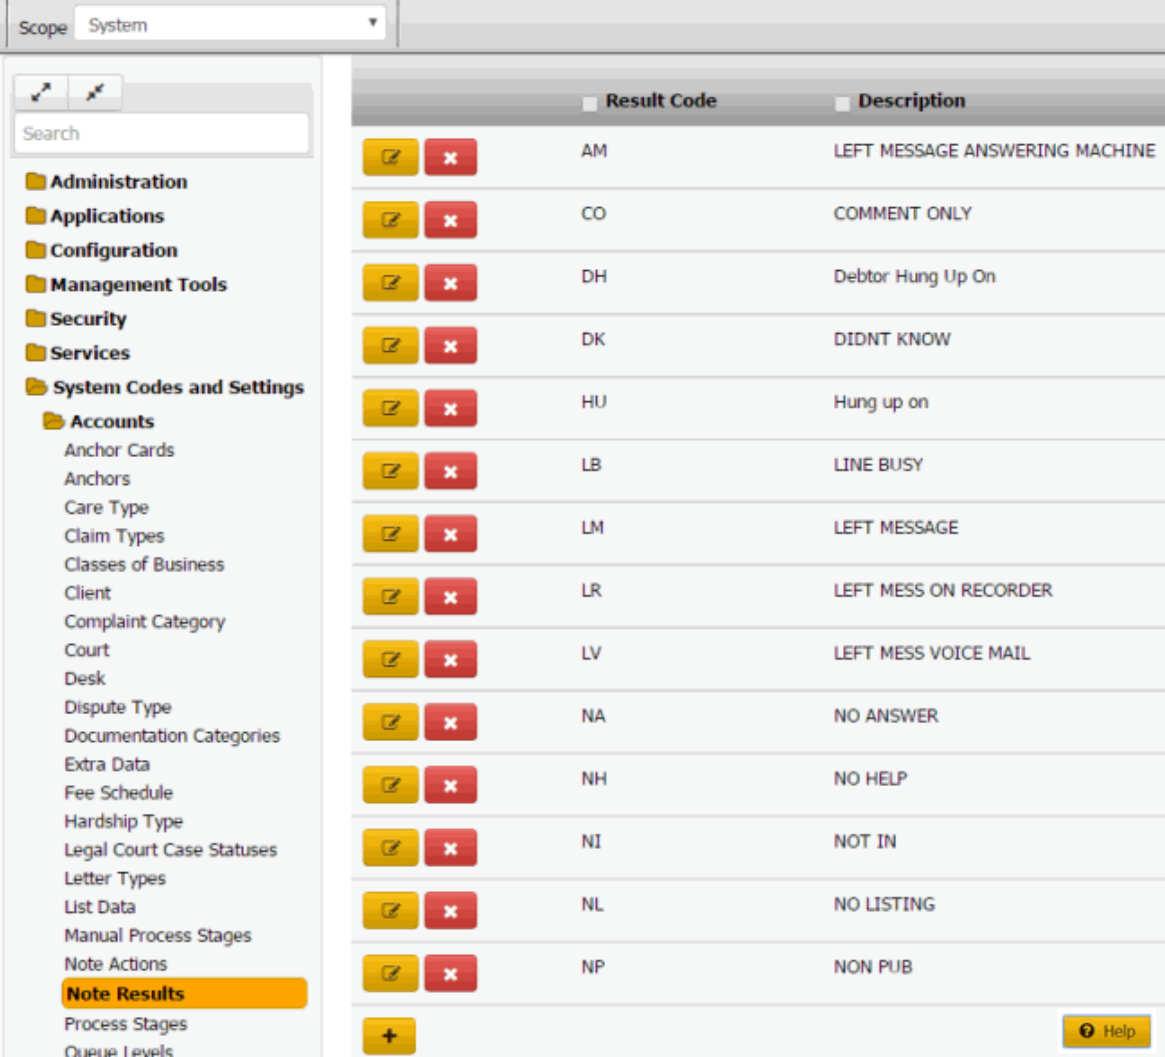 Scope System
Search
Administration
Applications
Configuration
Management Tools
Security
Services
System Codes and Settings
Accounts
Anchor Cards
Anchors
Care Type
Claim Types
Classes of Business
Client
Complaint Category
Court
Desk
Dispute Type
Documentation Categories
Extra Data
Fee Schedule
Hardship Type
Legal Court Case Statuses
Letter Types
List Data
Manual Process Stages
Note Actions
Note Results
Process Stages
Queue Levels
Result Code Description
AM LEFT MESSAGE ANSWERING MACHINE
CO COMMENT ONLY
DH Debtor Hung Up On
DK DIDNT KNOW
HU Hung up on
LB LINE BUSY
LM LEFT MESSAGE
LR LEFT MESS ON RECORDER
LV LEFT MESS VOICE MAIL
NA NO ANSWER
NH NO HELP
NI NOT IN
NL NO LISTING
NP NON PUB
Help